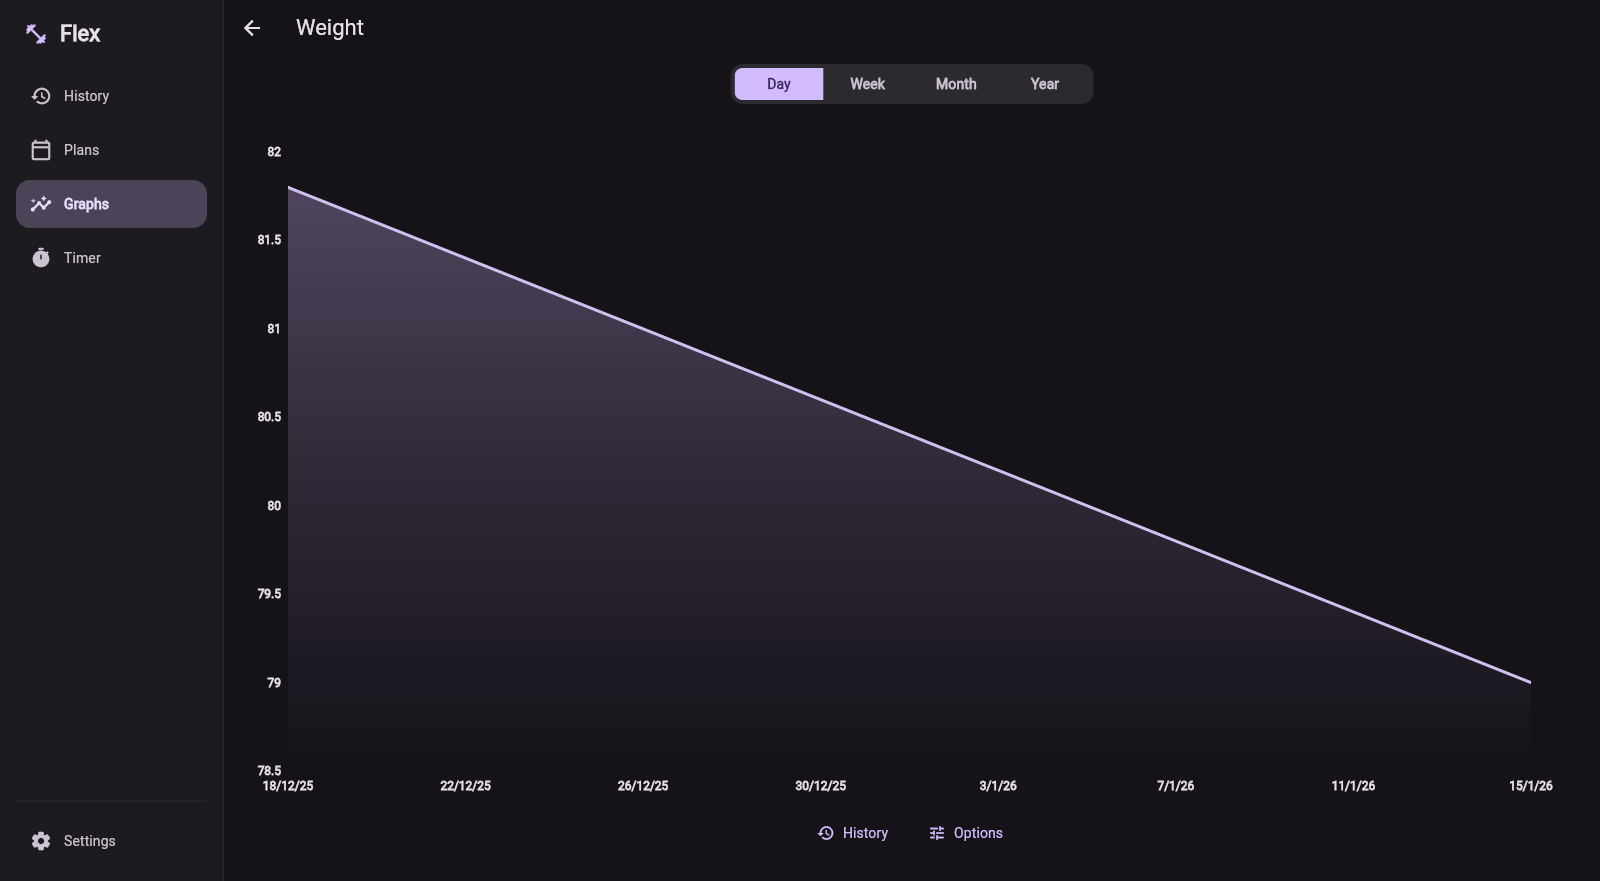 Flex
History
Plans
Graphs
Timer
Settings
Weight
Day Week Month Year
82
81.5
81
80.5
80
79.5
79
78.5
18/12/25 22/12/25 26/12/25 30/12/25 3/1/26 7/1/26 11/1/26 15/1/26
History Options